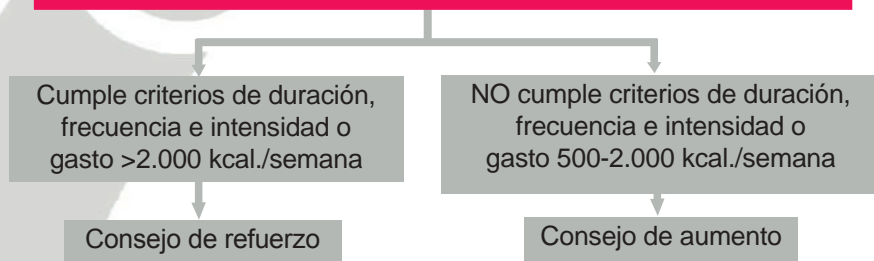 Cumple criterios de duración,
frecuencia e intensidad o
gasto >2.000 kcal./semana
NO cumple criterios de duración,
frecuencia e intensidad o
gasto 500-2.000 kcal./semana
Consejo de refuerzo
Consejo de aumento